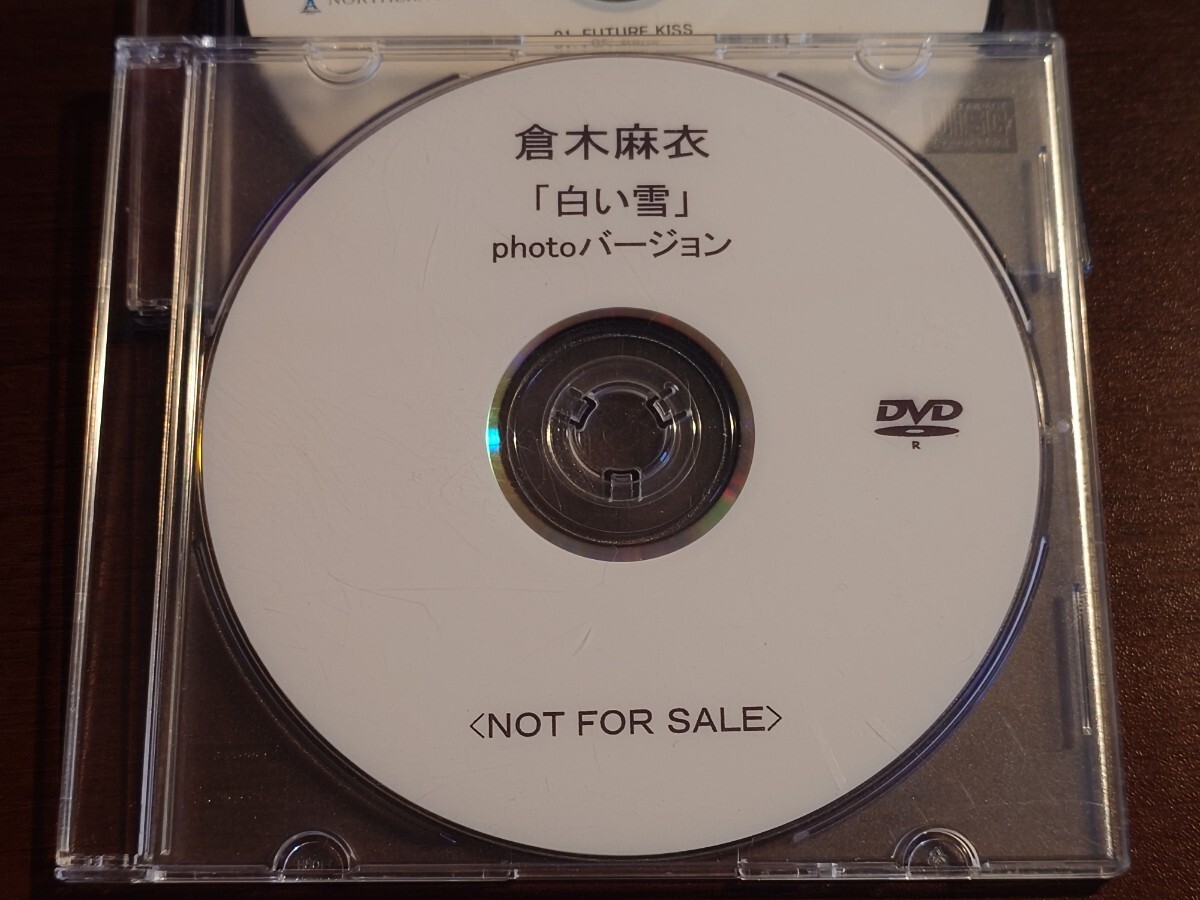 01 FUTURE KISS
倉木麻衣
「白い雪」
photoバージョン
DVD
R
<NOT FOR SALE>